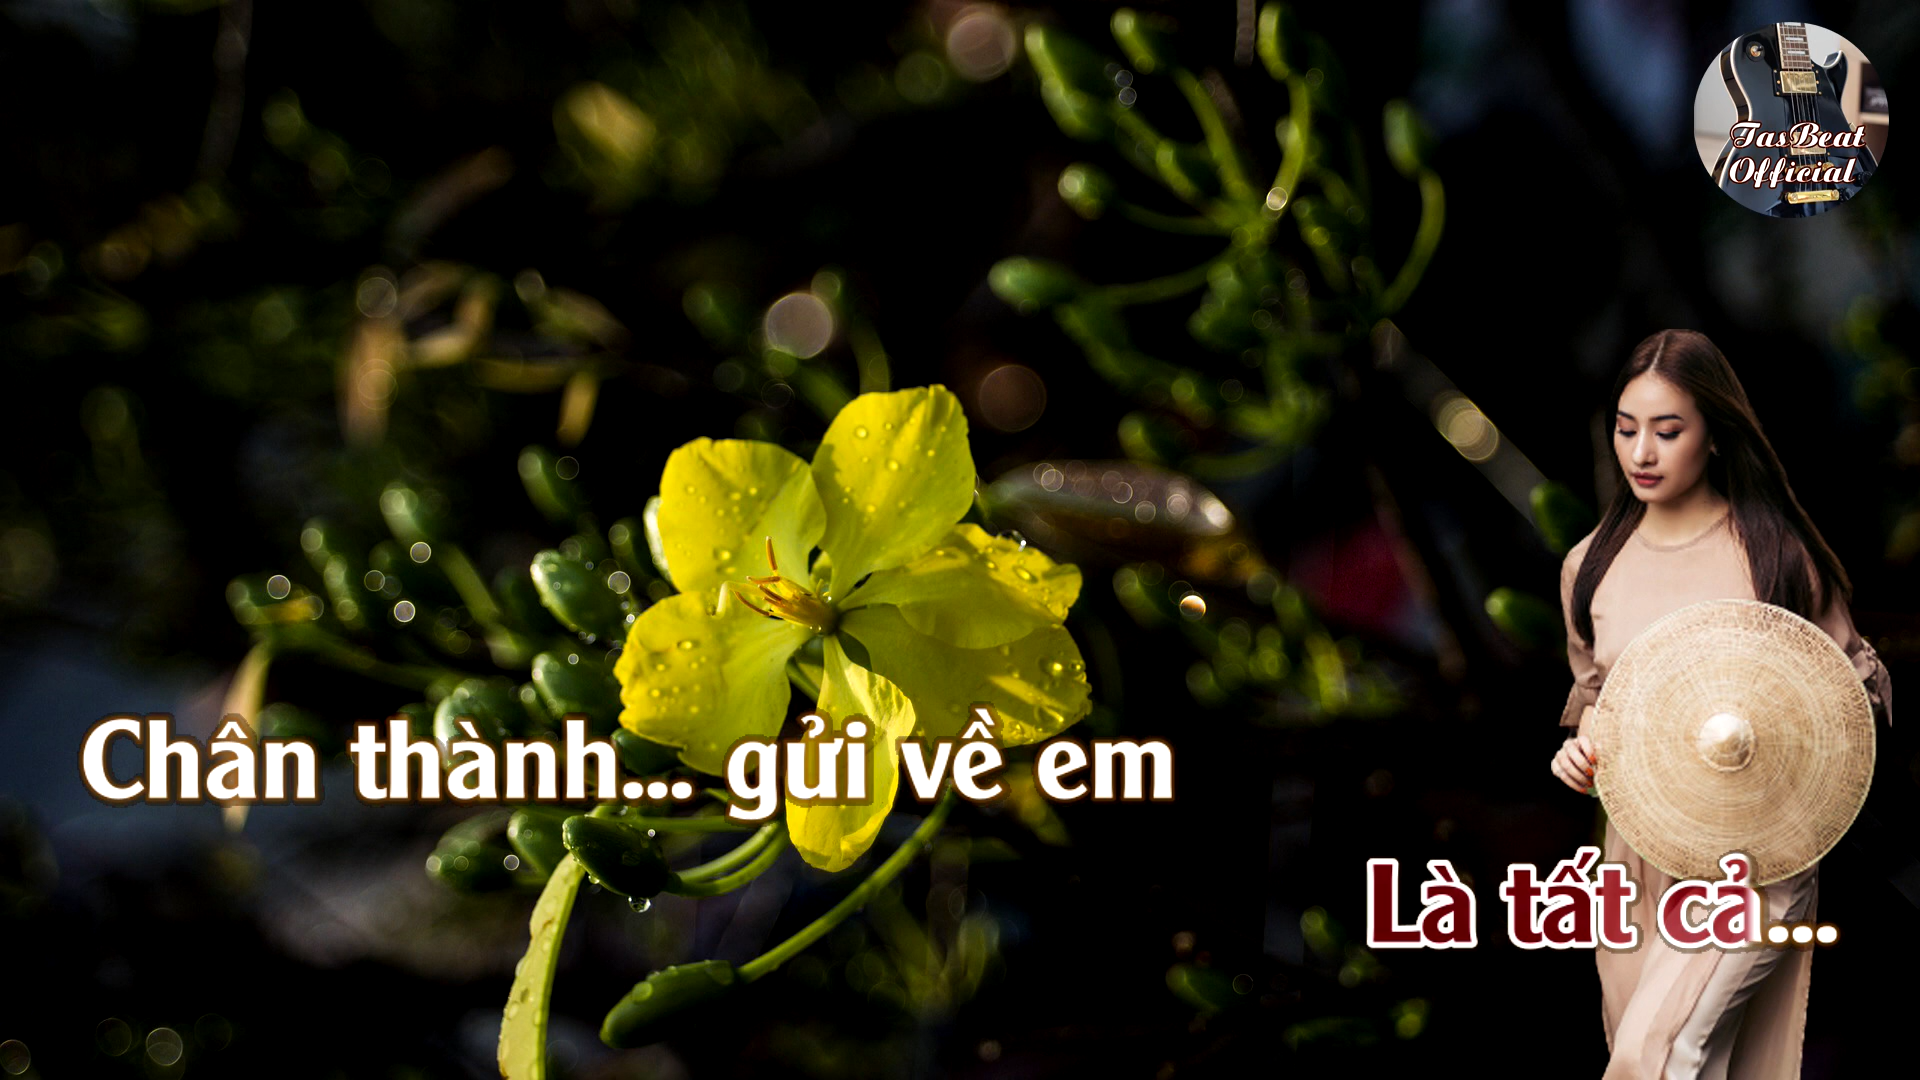 TasBeat
Official
Chân thành... gửi về em
Là tất cả...